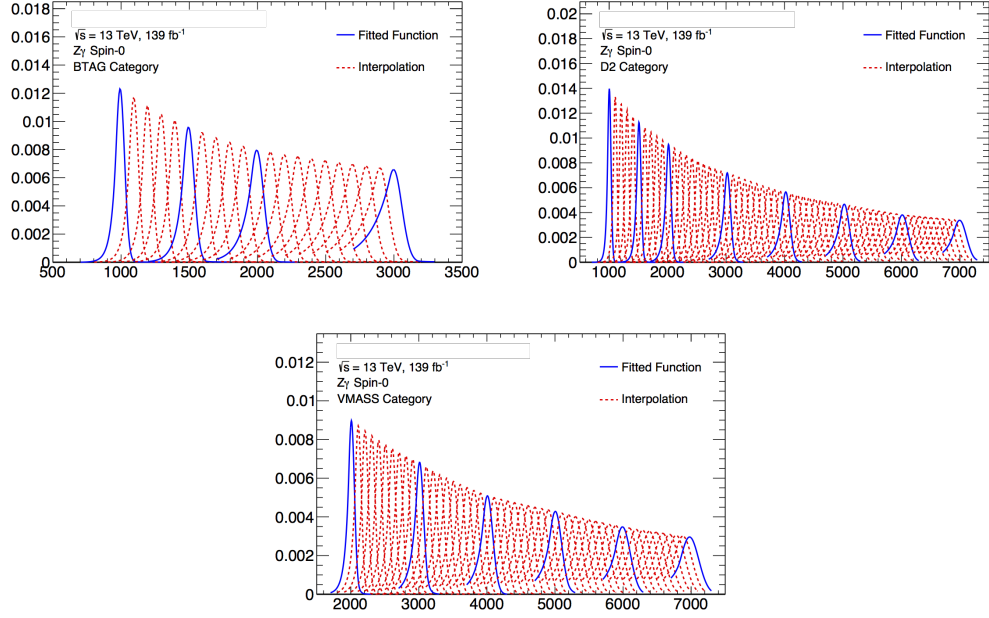 0.018
0.016
0.014
0.012
0.01
0.008
0.006
0.004
0.002
0
500 1000 1500 2000 2500 3000 3500
√s = 13 TeV, 139 fb⁻¹
Zγ Spin-0
BTAG Category
Fitted Function
Interpolation
0.02
0.018
0.016
0.014
0.012
0.01
0.008
0.006
0.004
0.002
0
1000 2000 3000 4000 5000 6000 7000
√s = 13 TeV, 139 fb⁻¹
Zγ Spin-0
D2 Category
Fitted Function
Interpolation
0.012
0.01
0.008
0.006
0.004
0.002
0
2000 3000 4000 5000 6000 7000
√s = 13 TeV, 139 fb⁻¹
Zγ Spin-0
VMASS Category
Fitted Function
Interpolation